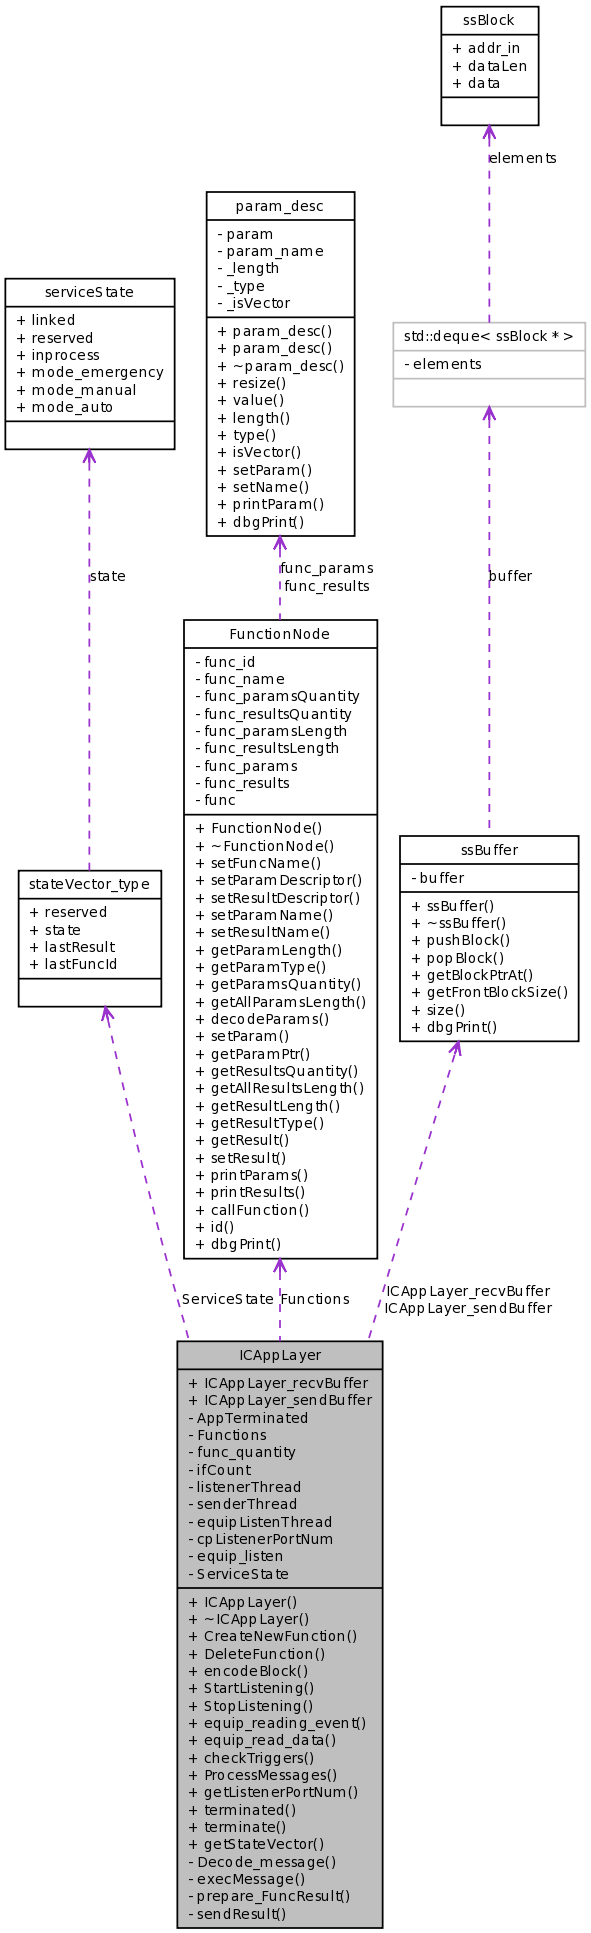 ssBlock
+ addr_in
+ dataLen
+ data
elements
param_desc
- param
- param_name
- _length
- _type
- _isVector
+ param_desc()
+ param_desc()
+ ~param_desc()
+ resize()
+ value()
+ length()
+ type()
+ isVector()
+ setParam()
+ setName()
+ printParam()
+ dbgPrint()
serviceState
+ linked
+ reserved
+ inprocess
+ mode_emergency
+ mode_manual
+ mode_auto
std::deque< ssBlock * >
- elements
state
func_params
func_results
buffer
FunctionNode
- func_id
- func_name
- func_paramsQuantity
- func_resultsQuantity
- func_paramsLength
- func_resultsLength
- func_params
- func_results
- func
+ FunctionNode()
+ ~FunctionNode()
+ setFuncName()
+ setParamDescriptor()
+ setResultDescriptor()
+ setParamName()
+ setResultName()
+ getParamLength()
+ getParamType()
+ getParamsQuantity()
+ getAllParamsLength()
+ decodeParams()
+ setParam()
+ getParamPtr()
+ getResultsQuantity()
+ getAllResultsLength()
+ getResultLength()
+ getResultType()
+ getResult()
+ setResult()
+ printParams()
+ printResults()
+ callFunction()
+ id()
+ dbgPrint()
stateVector_type
+ reserved
+ state
+ lastResult
+ lastFuncId
ssBuffer
- buffer
+ ssBuffer()
+ ~ssBuffer()
+ pushBlock()
+ popBlock()
+ getBlockPtrAt()
+ getFrontBlockSize()
+ size()
+ dbgPrint()
ServiceState
Functions
ICAppLayer_recvBuffer
ICAppLayer_sendBuffer
ICAppLayer
+ ICAppLayer_recvBuffer
+ ICAppLayer_sendBuffer
- AppTerminated
- Functions
- func_quantity
- ifCount
- listenerThread
- senderThread
- equipListenThread
- cpListenerPortNum
- equip_listen
- ServiceState
+ ICAppLayer()
+ ~ICAppLayer()
+ CreateNewFunction()
+ DeleteFunction()
+ encodeBlock()
+ StartListening()
+ StopListening()
+ equip_reading_event()
+ equip_read_data()
+ checkTriggers()
+ ProcessMessages()
+ getListenerPortNum()
+ terminated()
+ terminate()
+ getStateVector()
- Decode_message()
- execMessage()
- prepare_FuncResult()
- sendResult()